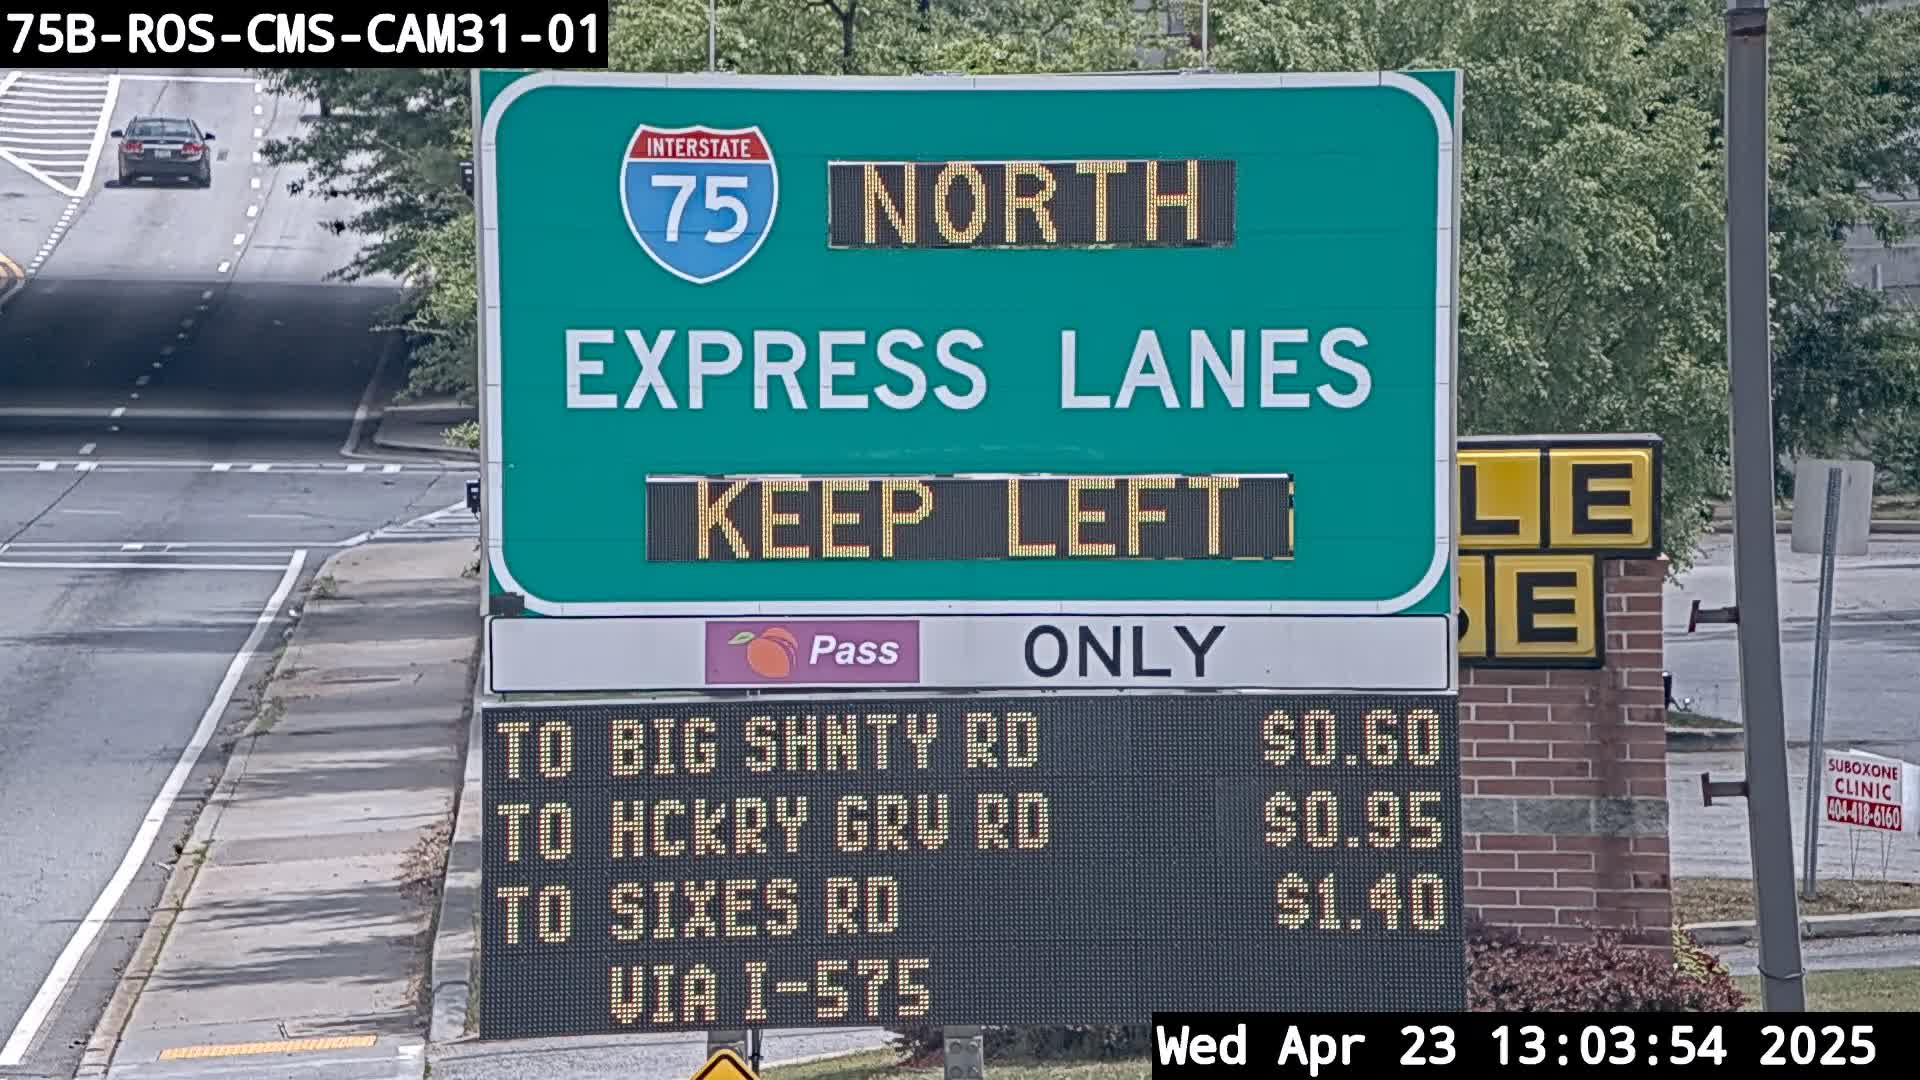 75B-ROS-CMS-CAM31-01
INTERSTATE
75
NORTH
EXPRESS LANES
KEEP LEFT
Pass ONLY
TO BIG SHNTY RD $0.60
TO HCKRY GRV RD $0.95
TO SIXES RD $1.40
VIA I-575
LE
E
SUBOXONE
CLINIC
404-418-6160
Wed Apr 23 13:03:54 2025